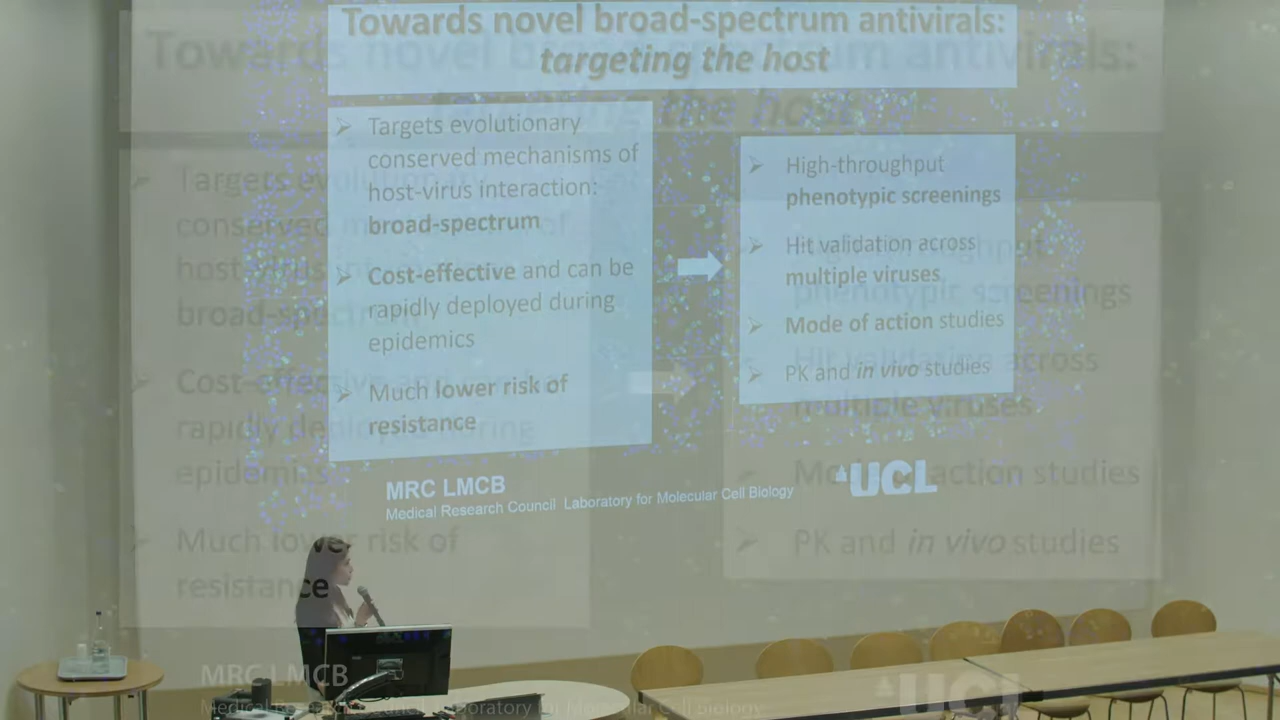 Towards novel broad-spectrum antivirals:
targeting the host
➢ Targets evolutionary
conserved mechanisms of
host-virus interaction:
broad-spectrum
➢ Cost-effective and can be
rapidly deployed during
epidemics
➢ Much lower risk of
resistance
➢ High-throughput
phenotypic screenings
➢ Hit validation across
multiple viruses
➢ Mode of action studies
➢ PK and in vivo studies
MRC LMCB
Medical Research Council Laboratory for Molecular Cell Biology
UCL